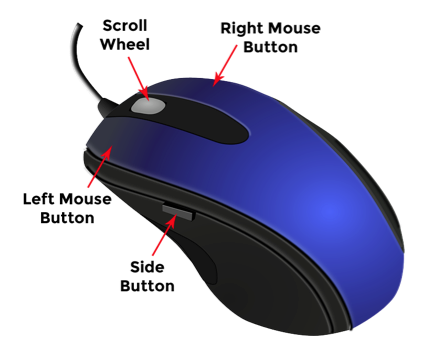 Scroll
Wheel
Right Mouse
Button
Left Mouse
Button
Side
Button